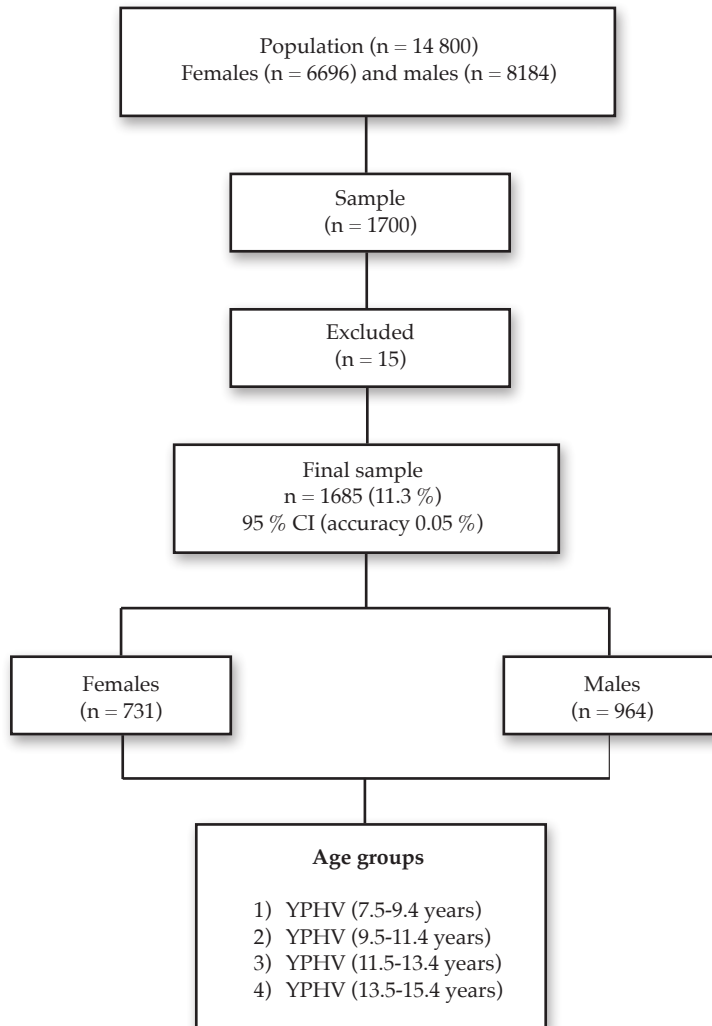 Population (n = 14 800)
Females (n = 6696) and males (n = 8184)
Sample
(n = 1700)
Excluded
(n = 15)
Final sample
n = 1685 (11.3 %)
95 % CI (accuracy 0.05 %)
Females
(n = 731)
Males
(n = 964)
Age groups
1) YPHV (7.5-9.4 years)
2) YPHV (9.5-11.4 years)
3) YPHV (11.5-13.4 years)
4) YPHV (13.5-15.4 years)